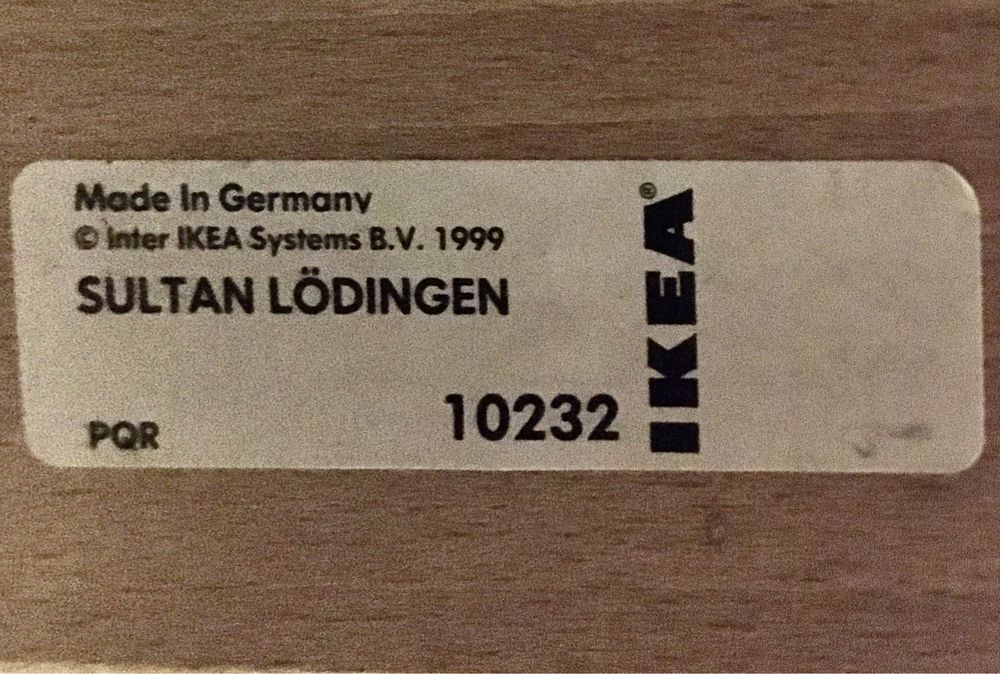 Made In Germany
© Inter IKEA Systems B.V. 1999
SULTAN LÖDINGEN
PQR
10232
IKEA®